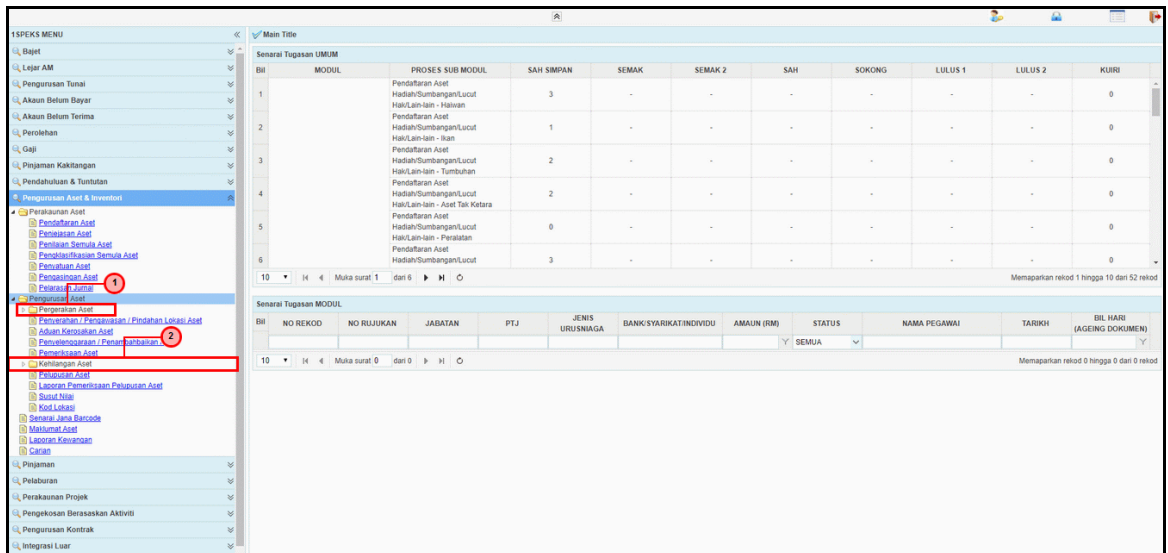 1SPEKS MENU
Bajet
Lejar AM
Pengurusan Tunai
Akaun Belum Bayar
Akaun Belum Terima
Perolehan
Gaji
Pinjaman Kakitangan
Pendahuluan & Tuntutan
Pengurusan Aset & Inventori
Perakaunan Aset
Pendaftaran Aset
Penjejasan Aset
Penilaian Semula Aset
Pengklasifikasian Semula Aset
Penyatuan Aset
Pengasingan Aset
Pelarasan Jurnal
1
Pengurusan Aset
Pergerakan Aset
Penyerahan / Pengawasan / Pindahan Lokasi Aset
Aduan Kerosakan Aset
Penyelenggaraan / Penambahbaikan
2
Pemeriksaan Aset
Kehilangan Aset
Pelupusan Aset
Laporan Pemeriksaan Pelupusan Aset
Susut Nilai
Kod Lokasi
Senarai Jana Barcode
Maklumat Aset
Laporan Kewangan
Carian
Pinjaman
Pelaburan
Perakaunan Projek
Pengekosan Berasaskan Aktiviti
Pengurusan Kontrak
Integrasi Luar
Main Title
Senarai Tugasan UMUM
Bil MODUL PROSES SUB MODUL SAH SIMPAN SEMAK SEMAK 2 SAH SOKONG LULUS 1 LULUS 2 KUIRI
Pendaftaran Aset
1 Hadiah/Sumbangan/Lucut 3 - - - - - - 0
Hak/Lain-lain - Haiwan
Pendaftaran Aset
2 Hadiah/Sumbangan/Lucut 1 - - - - - - 0
Hak/Lain-lain - Ikan
Pendaftaran Aset
3 Hadiah/Sumbangan/Lucut 2 - - - - - - 0
Hak/Lain-lain - Tumbuhan
Pendaftaran Aset
4 Hadiah/Sumbangan/Lucut 2 - - - - - - 0
Hak/Lain-lain - Aset Tak Ketara
Pendaftaran Aset
5 Hadiah/Sumbangan/Lucut 0 - - - - - - 0
Hak/Lain-lain - Peralatan
Pendaftaran Aset
6 Hadiah/Sumbangan/Lucut 3 - - - - - - 0
10 Muka surat 1 dari 6 Memaparkan rekod 1 hingga 10 dari 52 rekod
Senarai Tugasan MODUL
Bil NO REKOD NO RUJUKAN JABATAN PTJ JENIS URUSNIAGA BANK/SYARIKAT/INDIVIDU AMAUN (RM) STATUS NAMA PEGAWAI TARIKH BIL HARI (AGEING DOKUMEN)
SEMUA
10 Muka surat 0 dari 0 Memaparkan rekod 0 hingga 0 dari 0 rekod